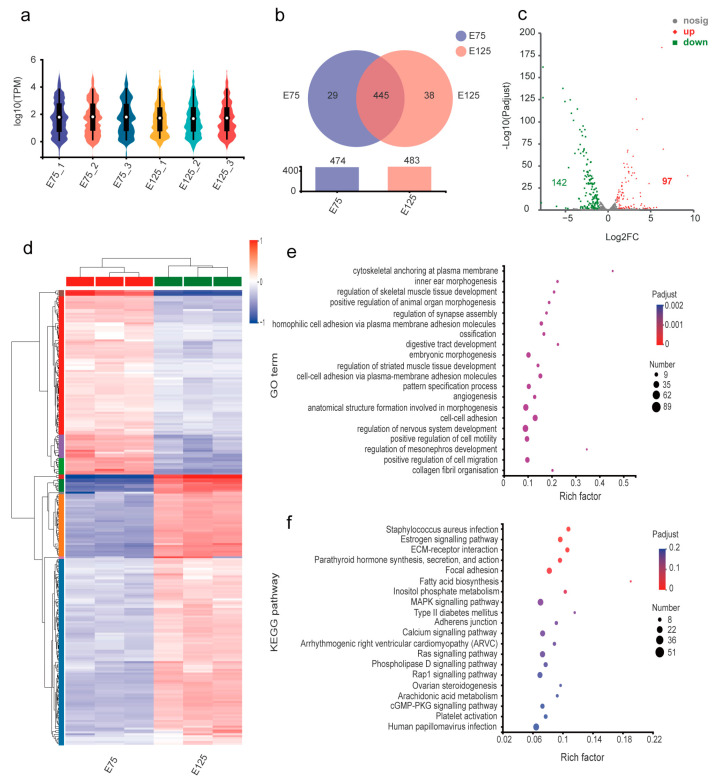 a
log10(TPM)
6
4
2
0
E75_1
E75_2
E75_3
E125_1
E125_2
E125_3
b
E75
E125
E75
29
445
38
E125
474
483
400
0
E75
E125
c
nosig
up
down
-Log10(Padjust)
200
175
150
125
100
75
50
25
0
142
97
-5
0
5
10
Log2FC
d
1
0
-1
E75
E125
e
GO term
cytoskeletal anchoring at plasma membrane
inner ear morphogenesis
regulation of skeletal muscle tissue development
positive regulation of animal organ morphogenesis
regulation of synapse assembly
homophilic cell adhesion via plasma membrane adhesion molecules
ossification
digestive tract development
embryonic morphogenesis
regulation of striated muscle tissue development
cell-cell adhesion via plasma-membrane adhesion molecules
pattern specification process
angiogenesis
anatomical structure formation involved in morphogenesis
cell-cell adhesion
regulation of nervous system development
positive regulation of cell motility
regulation of mesonephros development
positive regulation of cell migration
collagen fibril organisation
0
0.1
0.2
0.3
0.4
0.5
Rich factor
Padjust
0.002
0.001
0
Number
9
35
62
89
f
KEGG pathway
Staphylococcus aureus infection
Estrogen signalling pathway
ECM-receptor interaction
Parathyroid hormone synthesis, secretion, and action
Focal adhesion
Fatty acid biosynthesis
Inositol phosphate metabolism
MAPK signalling pathway
Type II diabetes mellitus
Adherens junction
Calcium signalling pathway
Arrhythmogenic right ventricular cardiomyopathy (ARVC)
Ras signalling pathway
Phospholipase D signalling pathway
Rap1 signalling pathway
Ovarian steroidogenesis
Arachidonic acid metabolism
cGMP-PKG signalling pathway
Platelet activation
Human papillomavirus infection
0.02
0.06
0.1
0.14
0.18
0.22
Rich factor
Padjust
0.2
0.1
0
Number
8
22
36
51